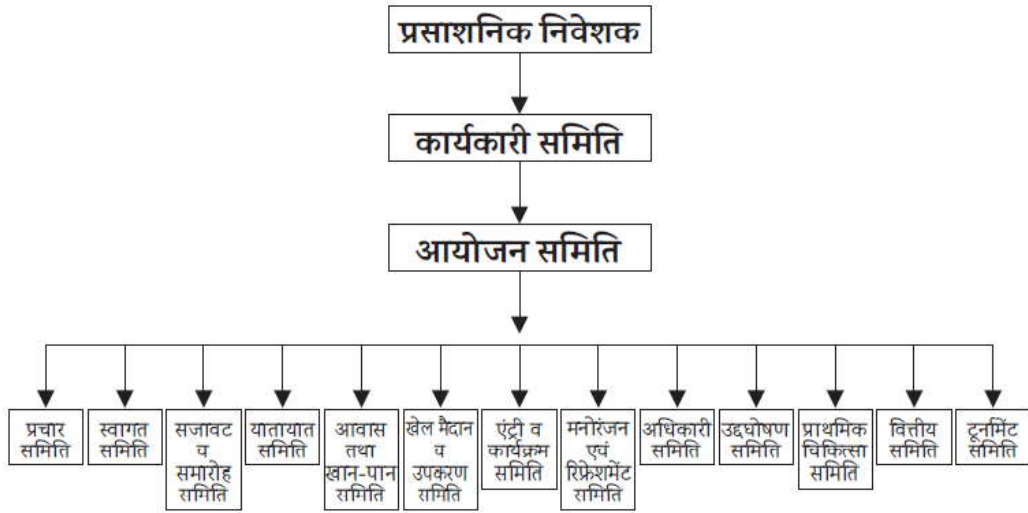 प्रसाशनिक निवेशक
कार्यकारी समिति
आयोजन समिति
प्रचार
समिति
स्वागत
समिति
सजावट
व
समारोह
समिति
यातायात
समिति
आवास
तथा
खान-पान
समिति
खेल मैदान
व
उपकरण
समिति
एंट्री व
कार्यक्रम
समिति
मनोरंजन
एवं
रिफ्रेशमेंट
समिति
अधिकारी
समिति
उद्दघोषण
समिति
प्राथमिक
चिकित्सा
समिति
वित्तीय
समिति
टूर्नामेंट
समिति